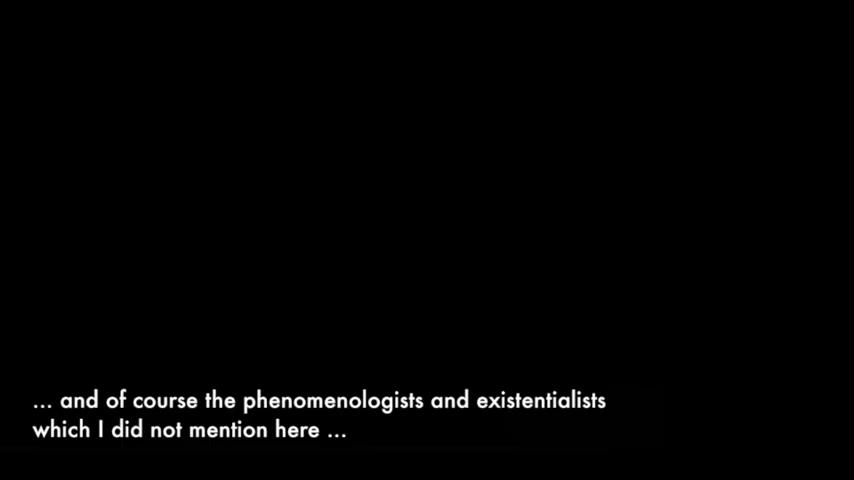 ... and of course the phenomenologists and existentialists
which I did not mention here ...